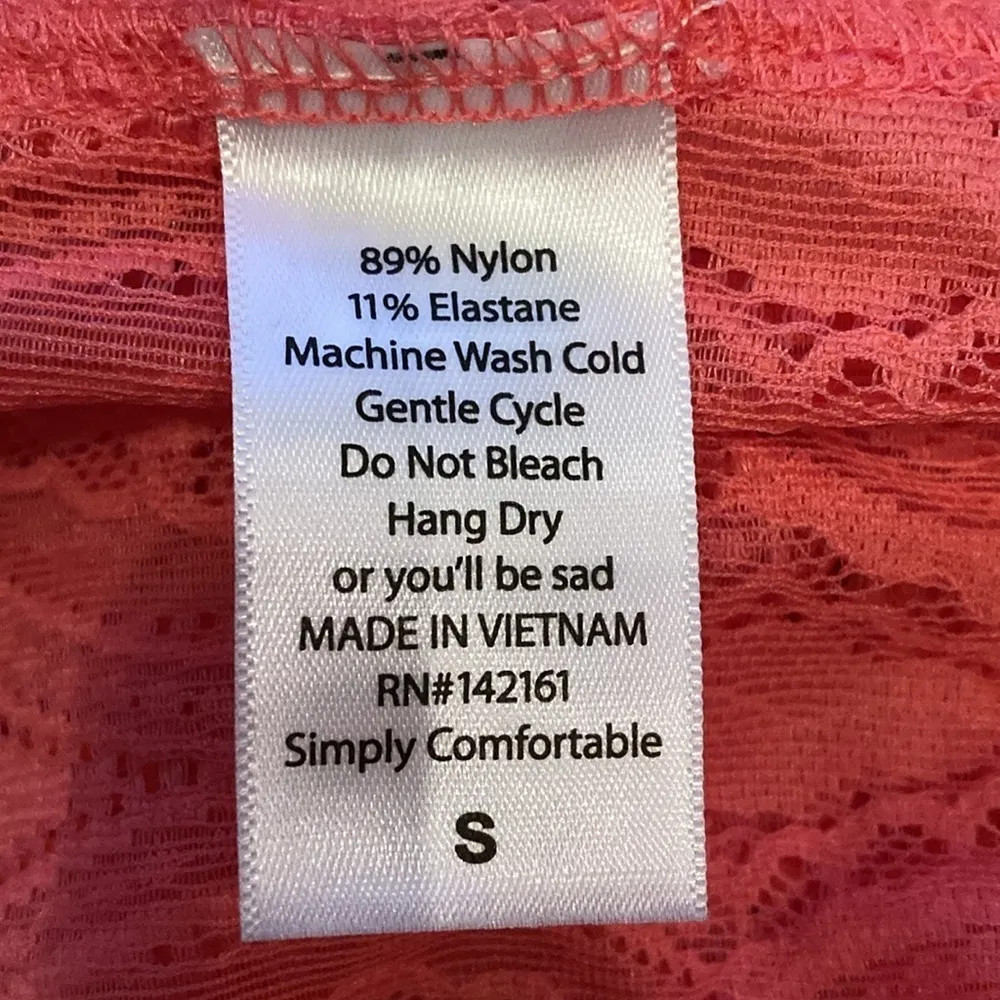 89% Nylon
11% Elastane
Machine Wash Cold
Gentle Cycle
Do Not Bleach
Hang Dry
or you'll be sad
MADE IN VIETNAM
RN#142161
Simply Comfortable
S